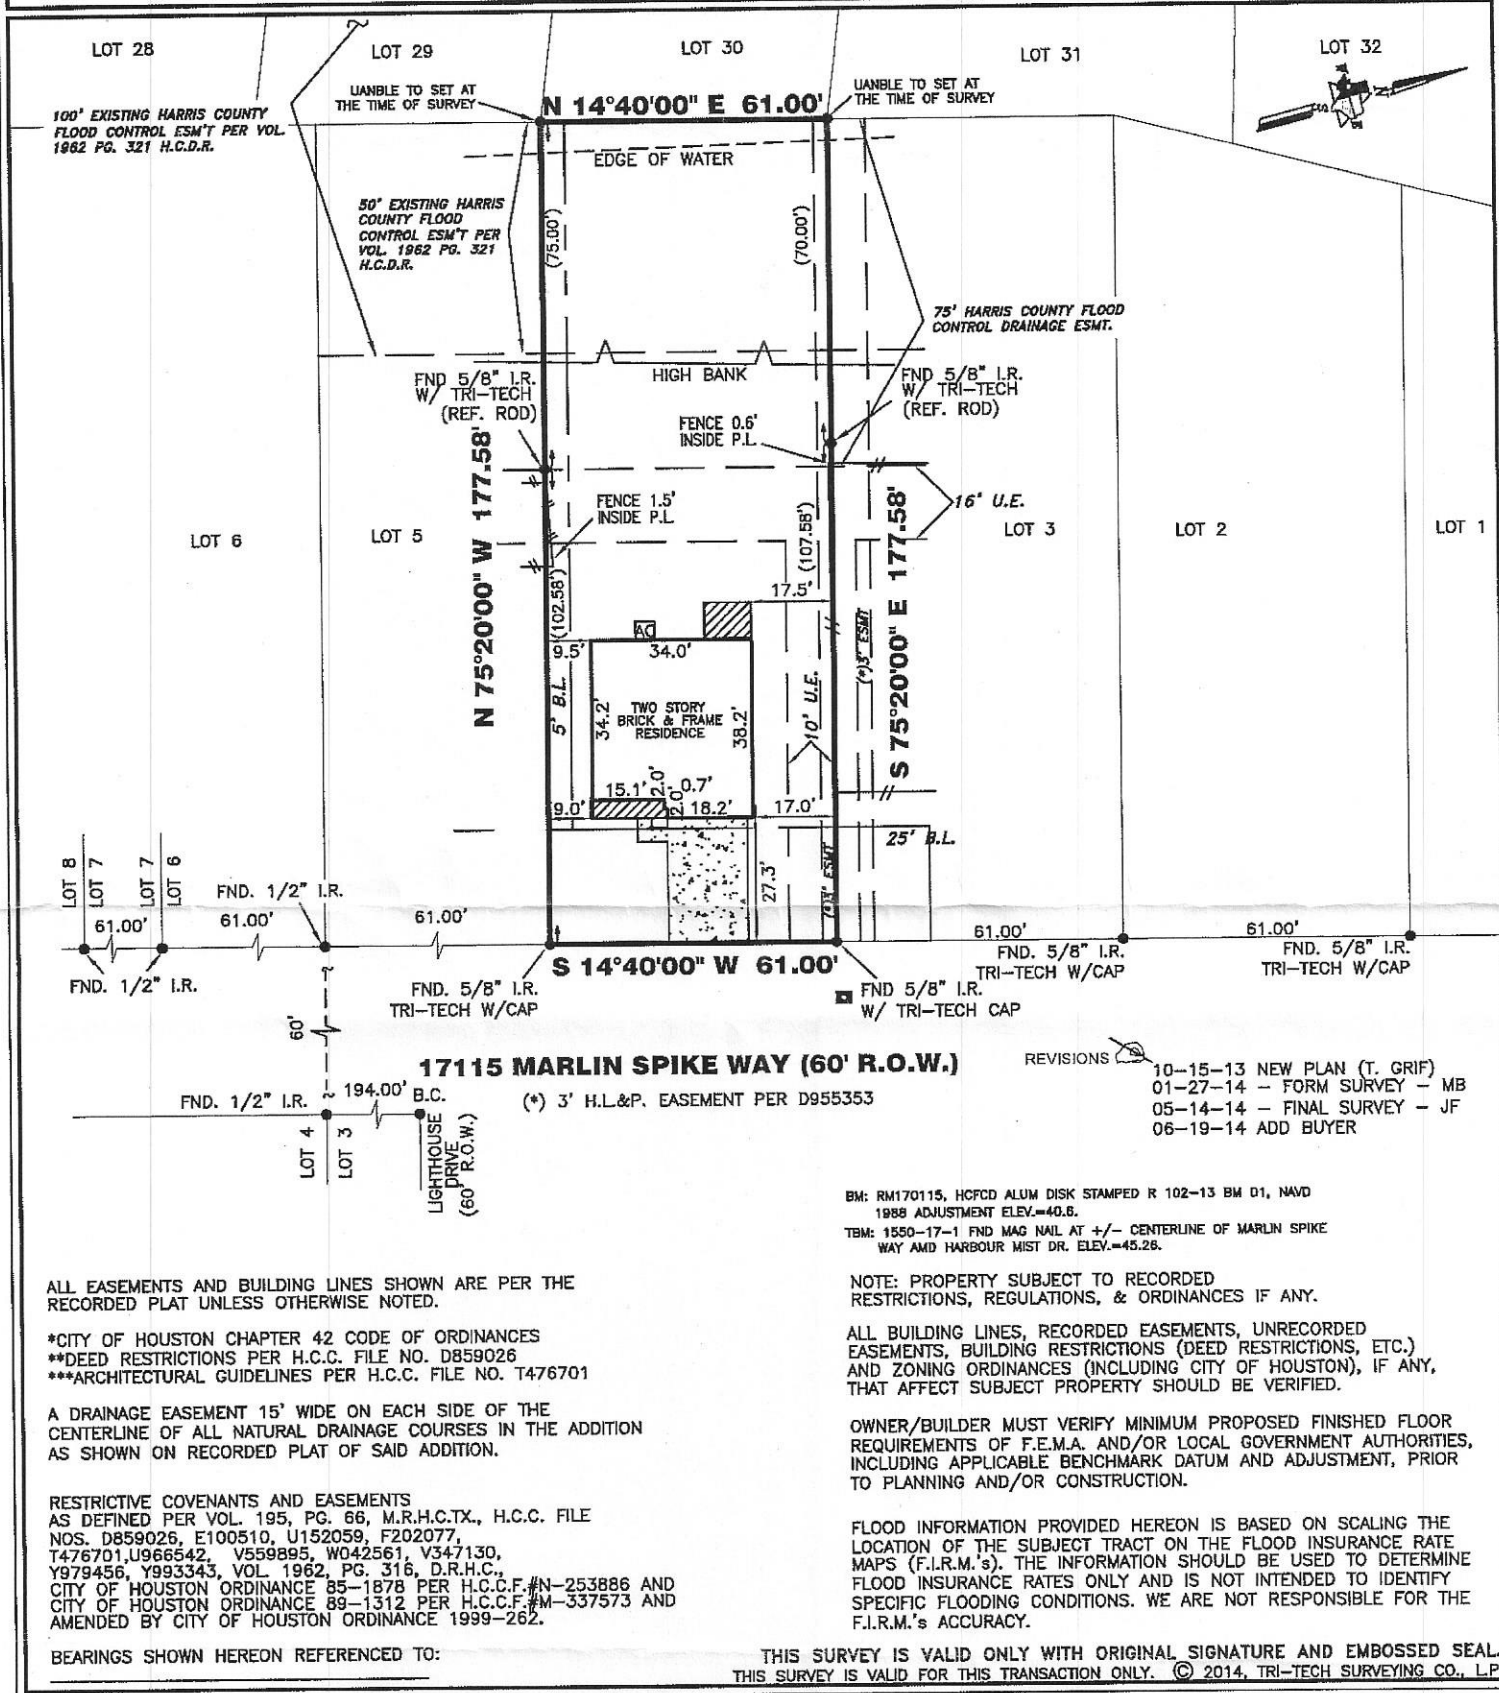 LOT 28
LOT 29
LOT 30
LOT 31
LOT 32
S
N
100' EXISTING HARRIS COUNTY
FLOOD CONTROL ESM'T PER VOL.
1962 PG. 321 H.C.D.R.
UANBLE TO SET AT
THE TIME OF SURVEY
N 14°40'00" E 61.00'
UANBLE TO SET AT
THE TIME OF SURVEY
EDGE OF WATER
50' EXISTING HARRIS
COUNTY FLOOD
CONTROL ESM'T PER
VOL. 1962 PG. 321
H.C.D.R.
(75.00')
(70.00')
75' HARRIS COUNTY FLOOD
CONTROL DRAINAGE ESMT.
HIGH BANK
FND 5/8" I.R.
W/ TRI-TECH
(REF. ROD)
FND 5/8" I.R.
W/ TRI-TECH
(REF. ROD)
FENCE 0.6'
INSIDE P.L.
N 75°20'00" W 177.58'
FENCE 1.5'
INSIDE P.L.
16' U.E.
LOT 6
LOT 5
LOT 3
LOT 2
LOT 1
(107.58')
S 75°20'00" E 177.58'
(102.58')
17.5'
(*)3' ESMT
AC
9.5'
34.0'
5' B.L.
34.2'
TWO STORY
BRICK & FRAME
RESIDENCE
38.2'
10' U.E.
15.1'
2.0'
0.7'
9.0'
2.0'
18.2'
17.0'
25' B.L.
27.3'
(*)3' ESMT
LOT 8
LOT 7
LOT 7
LOT 6
FND. 1/2" I.R.
61.00'
61.00'
61.00'
61.00'
61.00'
FND. 1/2" I.R.
S 14°40'00" W 61.00'
FND. 5/8" I.R.
TRI-TECH W/CAP
FND 5/8" I.R.
W/ TRI-TECH CAP
FND. 5/8" I.R.
TRI-TECH W/CAP
FND. 5/8" I.R.
TRI-TECH W/CAP
60'
17115 MARLIN SPIKE WAY (60' R.O.W.)
(*) 3' H.L.&P. EASEMENT PER D955353
REVISIONS
10-15-13 NEW PLAN (T. GRIF)
01-27-14 - FORM SURVEY - MB
05-14-14 - FINAL SURVEY - JF
06-19-14 ADD BUYER
FND. 1/2" I.R.
194.00' B.C.
LOT 4
LOT 3
LIGHTHOUSE
DRIVE
(60' R.O.W.)
BM: RM170115, HCFCD ALUM DISK STAMPED R 102-13 BM 01, NAVD
1988 ADJUSTMENT ELEV.=40.6.
TBM: 1550-17-1 FND MAG NAIL AT +/- CENTERLINE OF MARLIN SPIKE
WAY AMD HARBOUR MIST DR. ELEV.=45.26.
ALL EASEMENTS AND BUILDING LINES SHOWN ARE PER THE
RECORDED PLAT UNLESS OTHERWISE NOTED.
*CITY OF HOUSTON CHAPTER 42 CODE OF ORDINANCES
**DEED RESTRICTIONS PER H.C.C. FILE NO. D859026
***ARCHITECTURAL GUIDELINES PER H.C.C. FILE NO. T476701
A DRAINAGE EASEMENT 15' WIDE ON EACH SIDE OF THE
CENTERLINE OF ALL NATURAL DRAINAGE COURSES IN THE ADDITION
AS SHOWN ON RECORDED PLAT OF SAID ADDITION.
RESTRICTIVE COVENANTS AND EASEMENTS
AS DEFINED PER VOL. 195, PG. 66, M.R.H.C.TX., H.C.C. FILE
NOS. D859026, E100510, U152059, F202077,
T476701,U966542, V559895, W042561, V347130,
Y979456, Y993343, VOL. 1962, PG. 316, D.R.H.C.,
CITY OF HOUSTON ORDINANCE 85-1878 PER H.C.C.F.#N-253886 AND
CITY OF HOUSTON ORDINANCE 89-1312 PER H.C.C.F.#M-337573 AND
AMENDED BY CITY OF HOUSTON ORDINANCE 1999-262.
BEARINGS SHOWN HEREON REFERENCED TO:
NOTE: PROPERTY SUBJECT TO RECORDED
RESTRICTIONS, REGULATIONS, & ORDINANCES IF ANY.
ALL BUILDING LINES, RECORDED EASEMENTS, UNRECORDED
EASEMENTS, BUILDING RESTRICTIONS (DEED RESTRICTIONS, ETC.)
AND ZONING ORDINANCES (INCLUDING CITY OF HOUSTON), IF ANY,
THAT AFFECT SUBJECT PROPERTY SHOULD BE VERIFIED.
OWNER/BUILDER MUST VERIFY MINIMUM PROPOSED FINISHED FLOOR
REQUIREMENTS OF F.E.M.A. AND/OR LOCAL GOVERNMENT AUTHORITIES,
INCLUDING APPLICABLE BENCHMARK DATUM AND ADJUSTMENT, PRIOR
TO PLANNING AND/OR CONSTRUCTION.
FLOOD INFORMATION PROVIDED HEREON IS BASED ON SCALING THE
LOCATION OF THE SUBJECT TRACT ON THE FLOOD INSURANCE RATE
MAPS (F.I.R.M.'s). THE INFORMATION SHOULD BE USED TO DETERMINE
FLOOD INSURANCE RATES ONLY AND IS NOT INTENDED TO IDENTIFY
SPECIFIC FLOODING CONDITIONS. WE ARE NOT RESPONSIBLE FOR THE
F.I.R.M.'s ACCURACY.
THIS SURVEY IS VALID ONLY WITH ORIGINAL SIGNATURE AND EMBOSSED SEAL.
THIS SURVEY IS VALID FOR THIS TRANSACTION ONLY. © 2014, TRI-TECH SURVEYING CO., L.P.